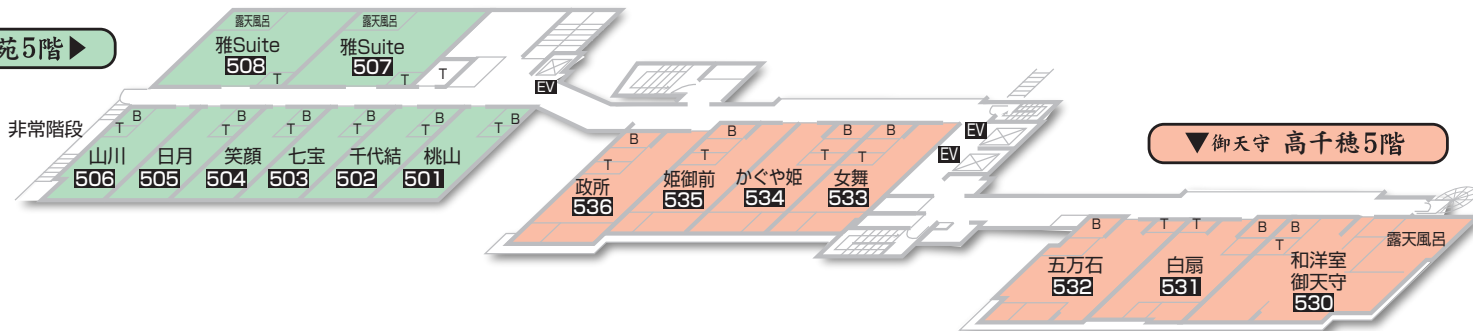 苑5階▶
露天風呂
露天風呂
雅Suite
508
T
雅Suite
507
T
T
EV
非常階段
B
T
山川
506
B
T
日月
505
B
T
笑顔
504
B
T
七宝
503
B
T
千代結
502
B
T
桃山
501
B
T
政所
536
B
T
姫御前
535
B
T
かぐや姫
534
B
T
女舞
533
EV
EV
▼御天守 高千穂5階
B
五万石
532
T
T
白扇
531
B
B
T
和洋室
御天守
530
露天風呂